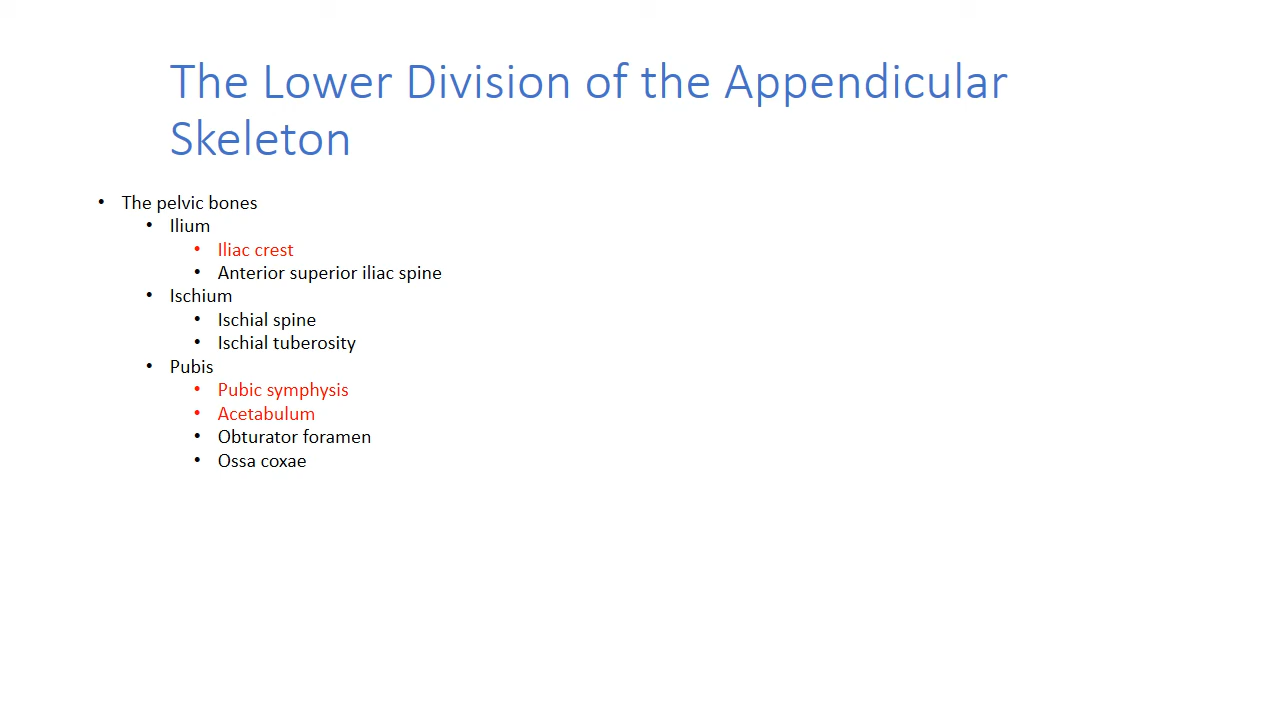 The Lower Division of the Appendicular
Skeleton
• The pelvic bones
• Ilium
• Iliac crest
• Anterior superior iliac spine
• Ischium
• Ischial spine
• Ischial tuberosity
• Pubis
• Pubic symphysis
• Acetabulum
• Obturator foramen
• Ossa coxae